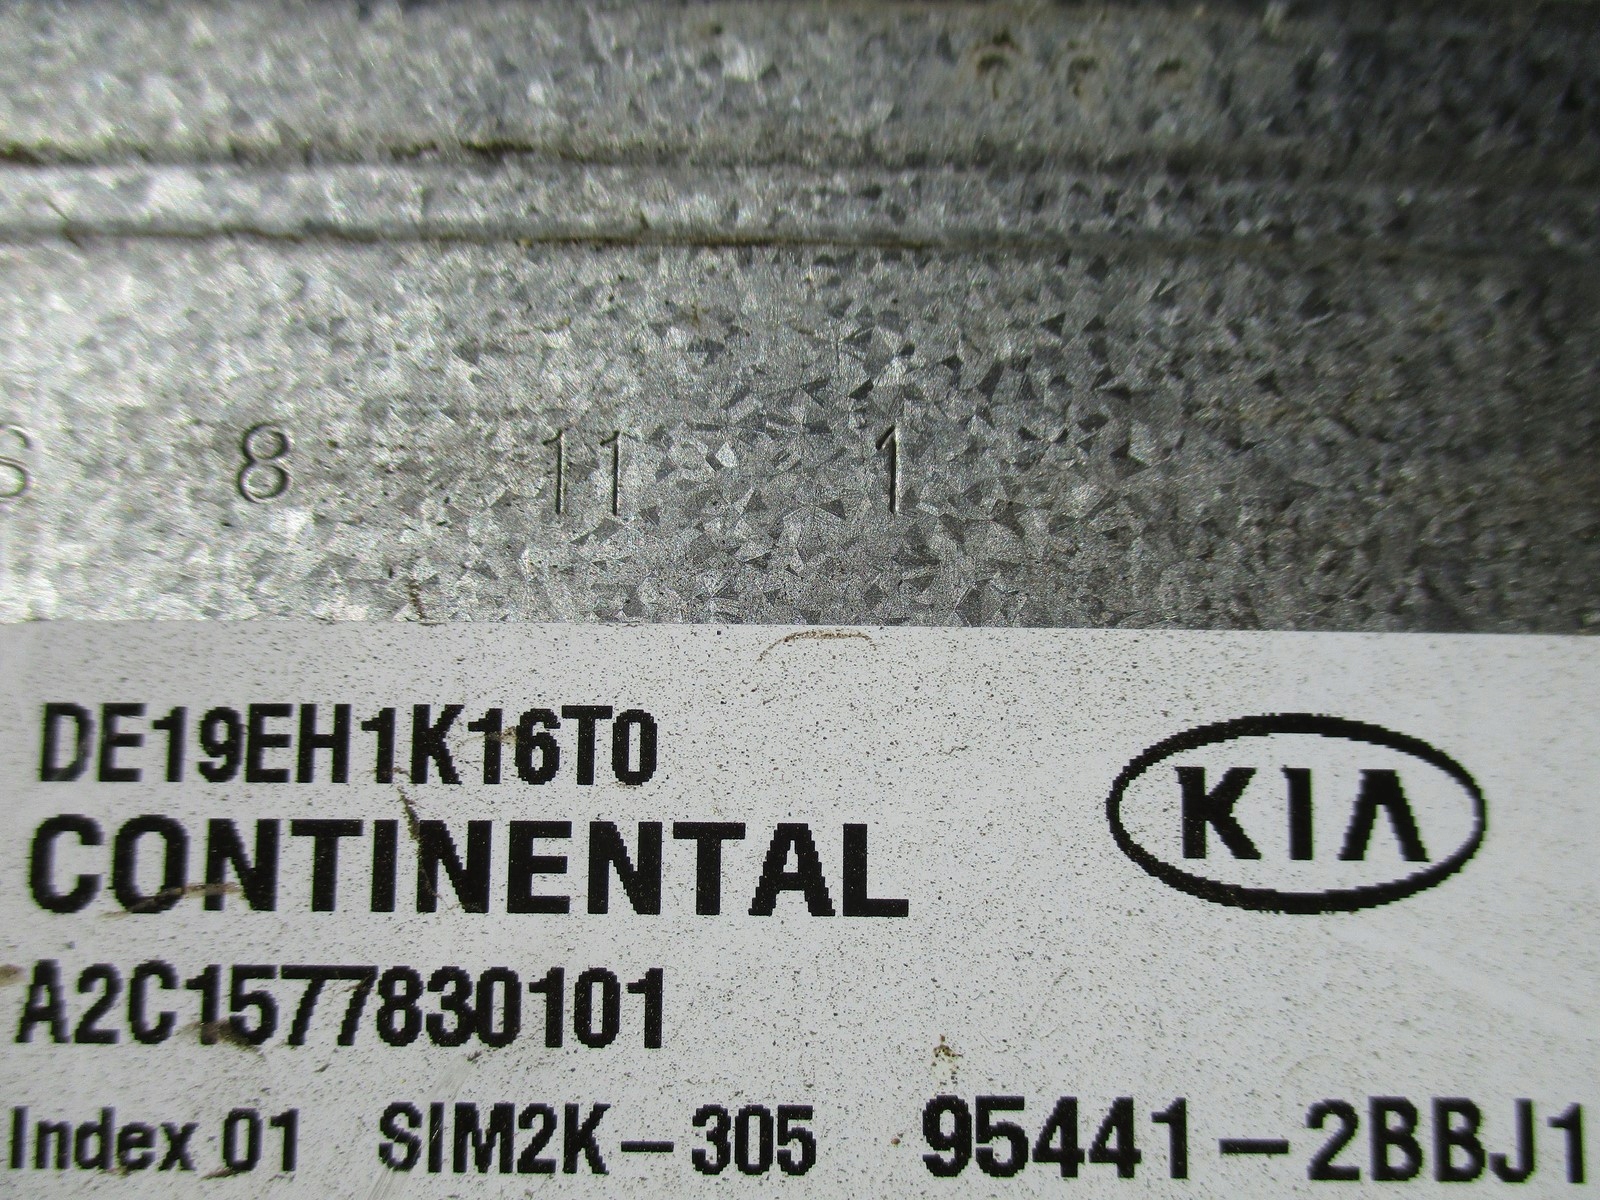 8 11 1
DE19EH1K16T0
KIA
CONTINENTAL
A2C1577830101
Index 01 SIM2K-305 95441-2BBJ1